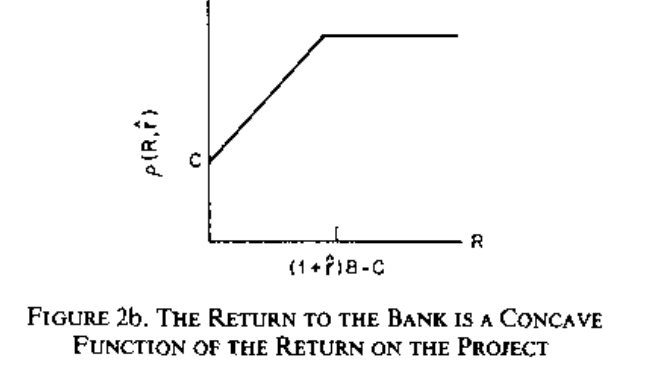 ρ(R,r̂)
C
R
(1+r̂)B-C
FIGURE 2b. THE RETURN TO THE BANK IS A CONCAVE
FUNCTION OF THE RETURN ON THE PROJECT